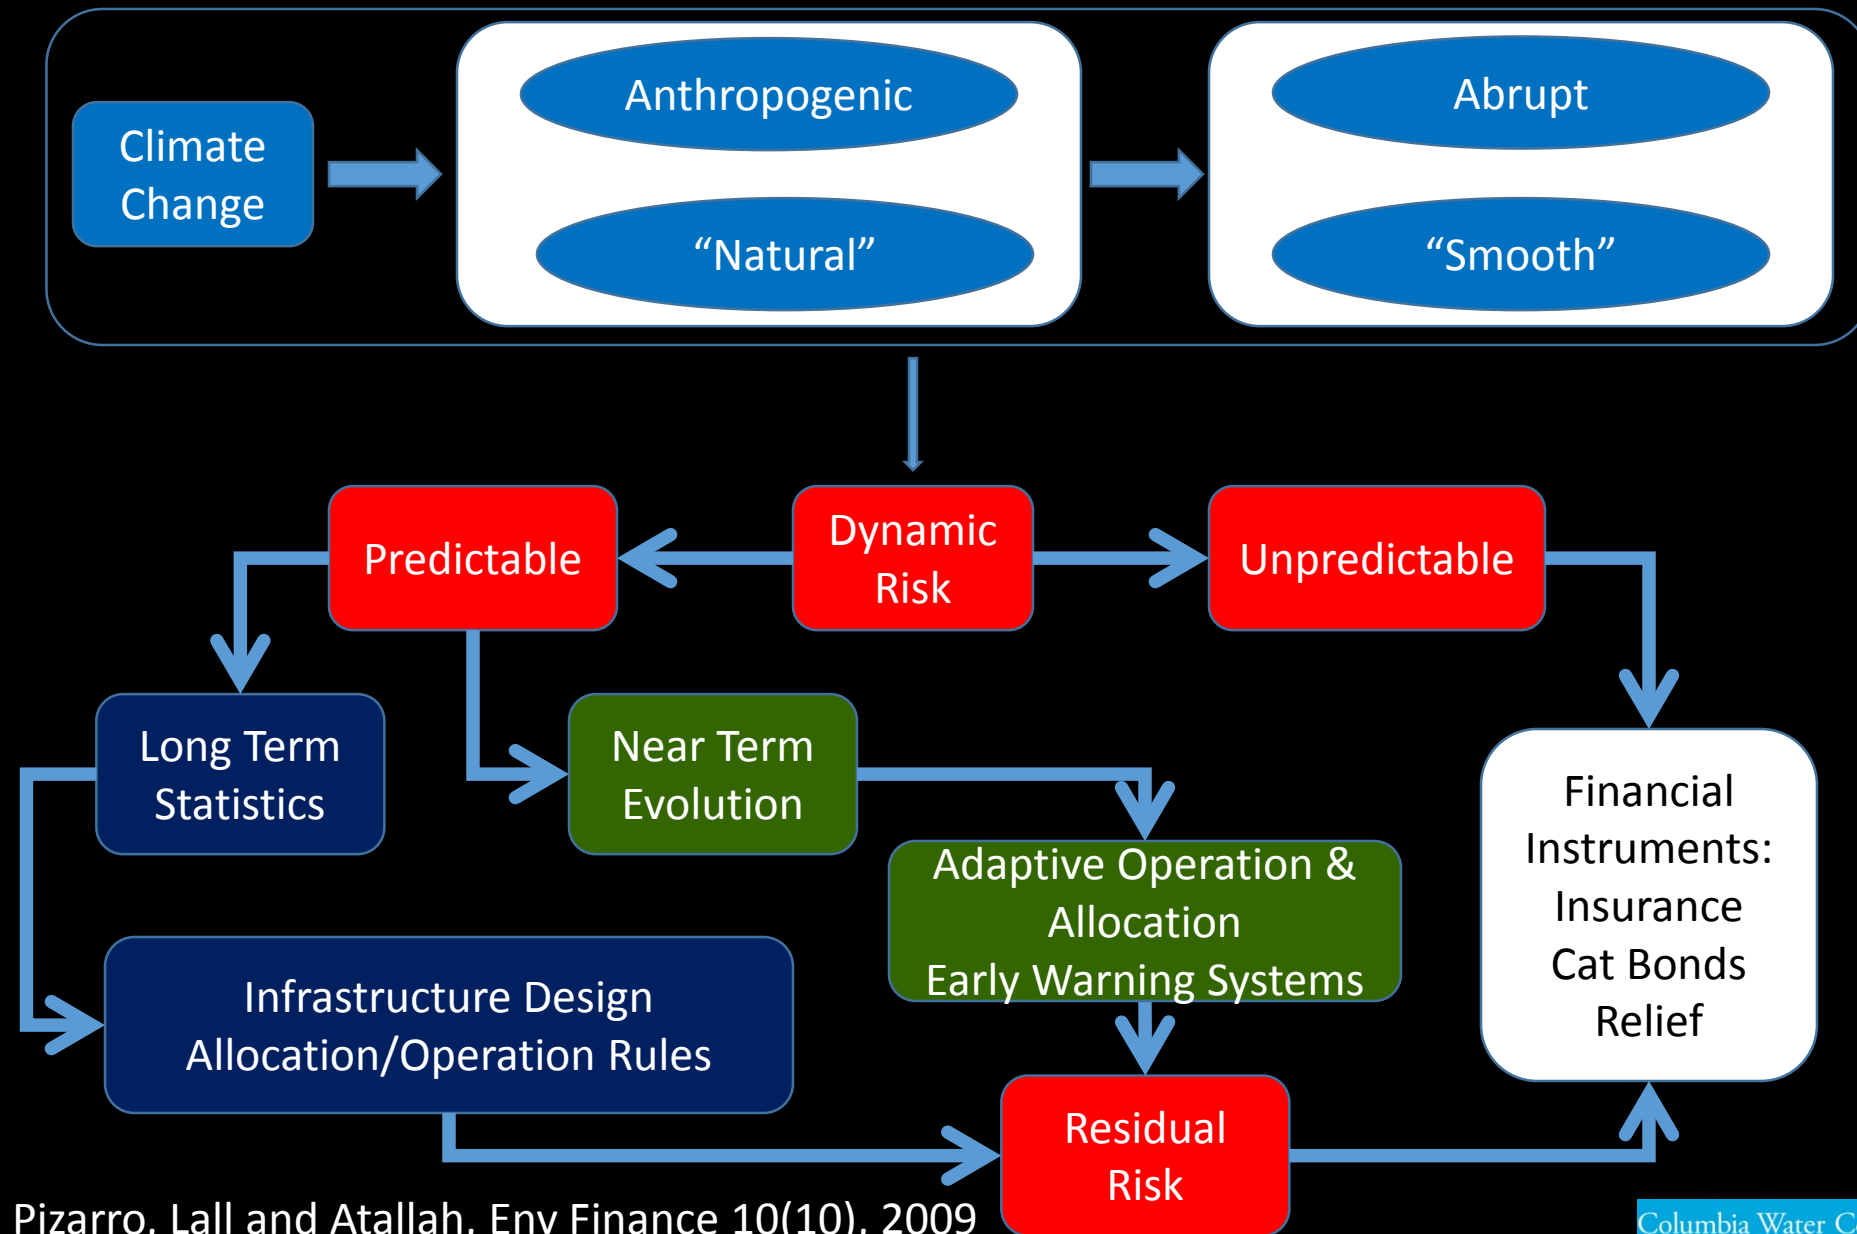 Climate
Change
Anthropogenic
“Natural”
Abrupt
“Smooth”
Predictable
Dynamic
Risk
Unpredictable
Long Term
Statistics
Near Term
Evolution
Financial
Instruments:
Insurance
Cat Bonds
Relief
Adaptive Operation &
Allocation
Early Warning Systems
Infrastructure Design
Allocation/Operation Rules
Residual
Risk
Pizarro, Lall and Atallah, Env Finance 10(10), 2009
Columbia Water